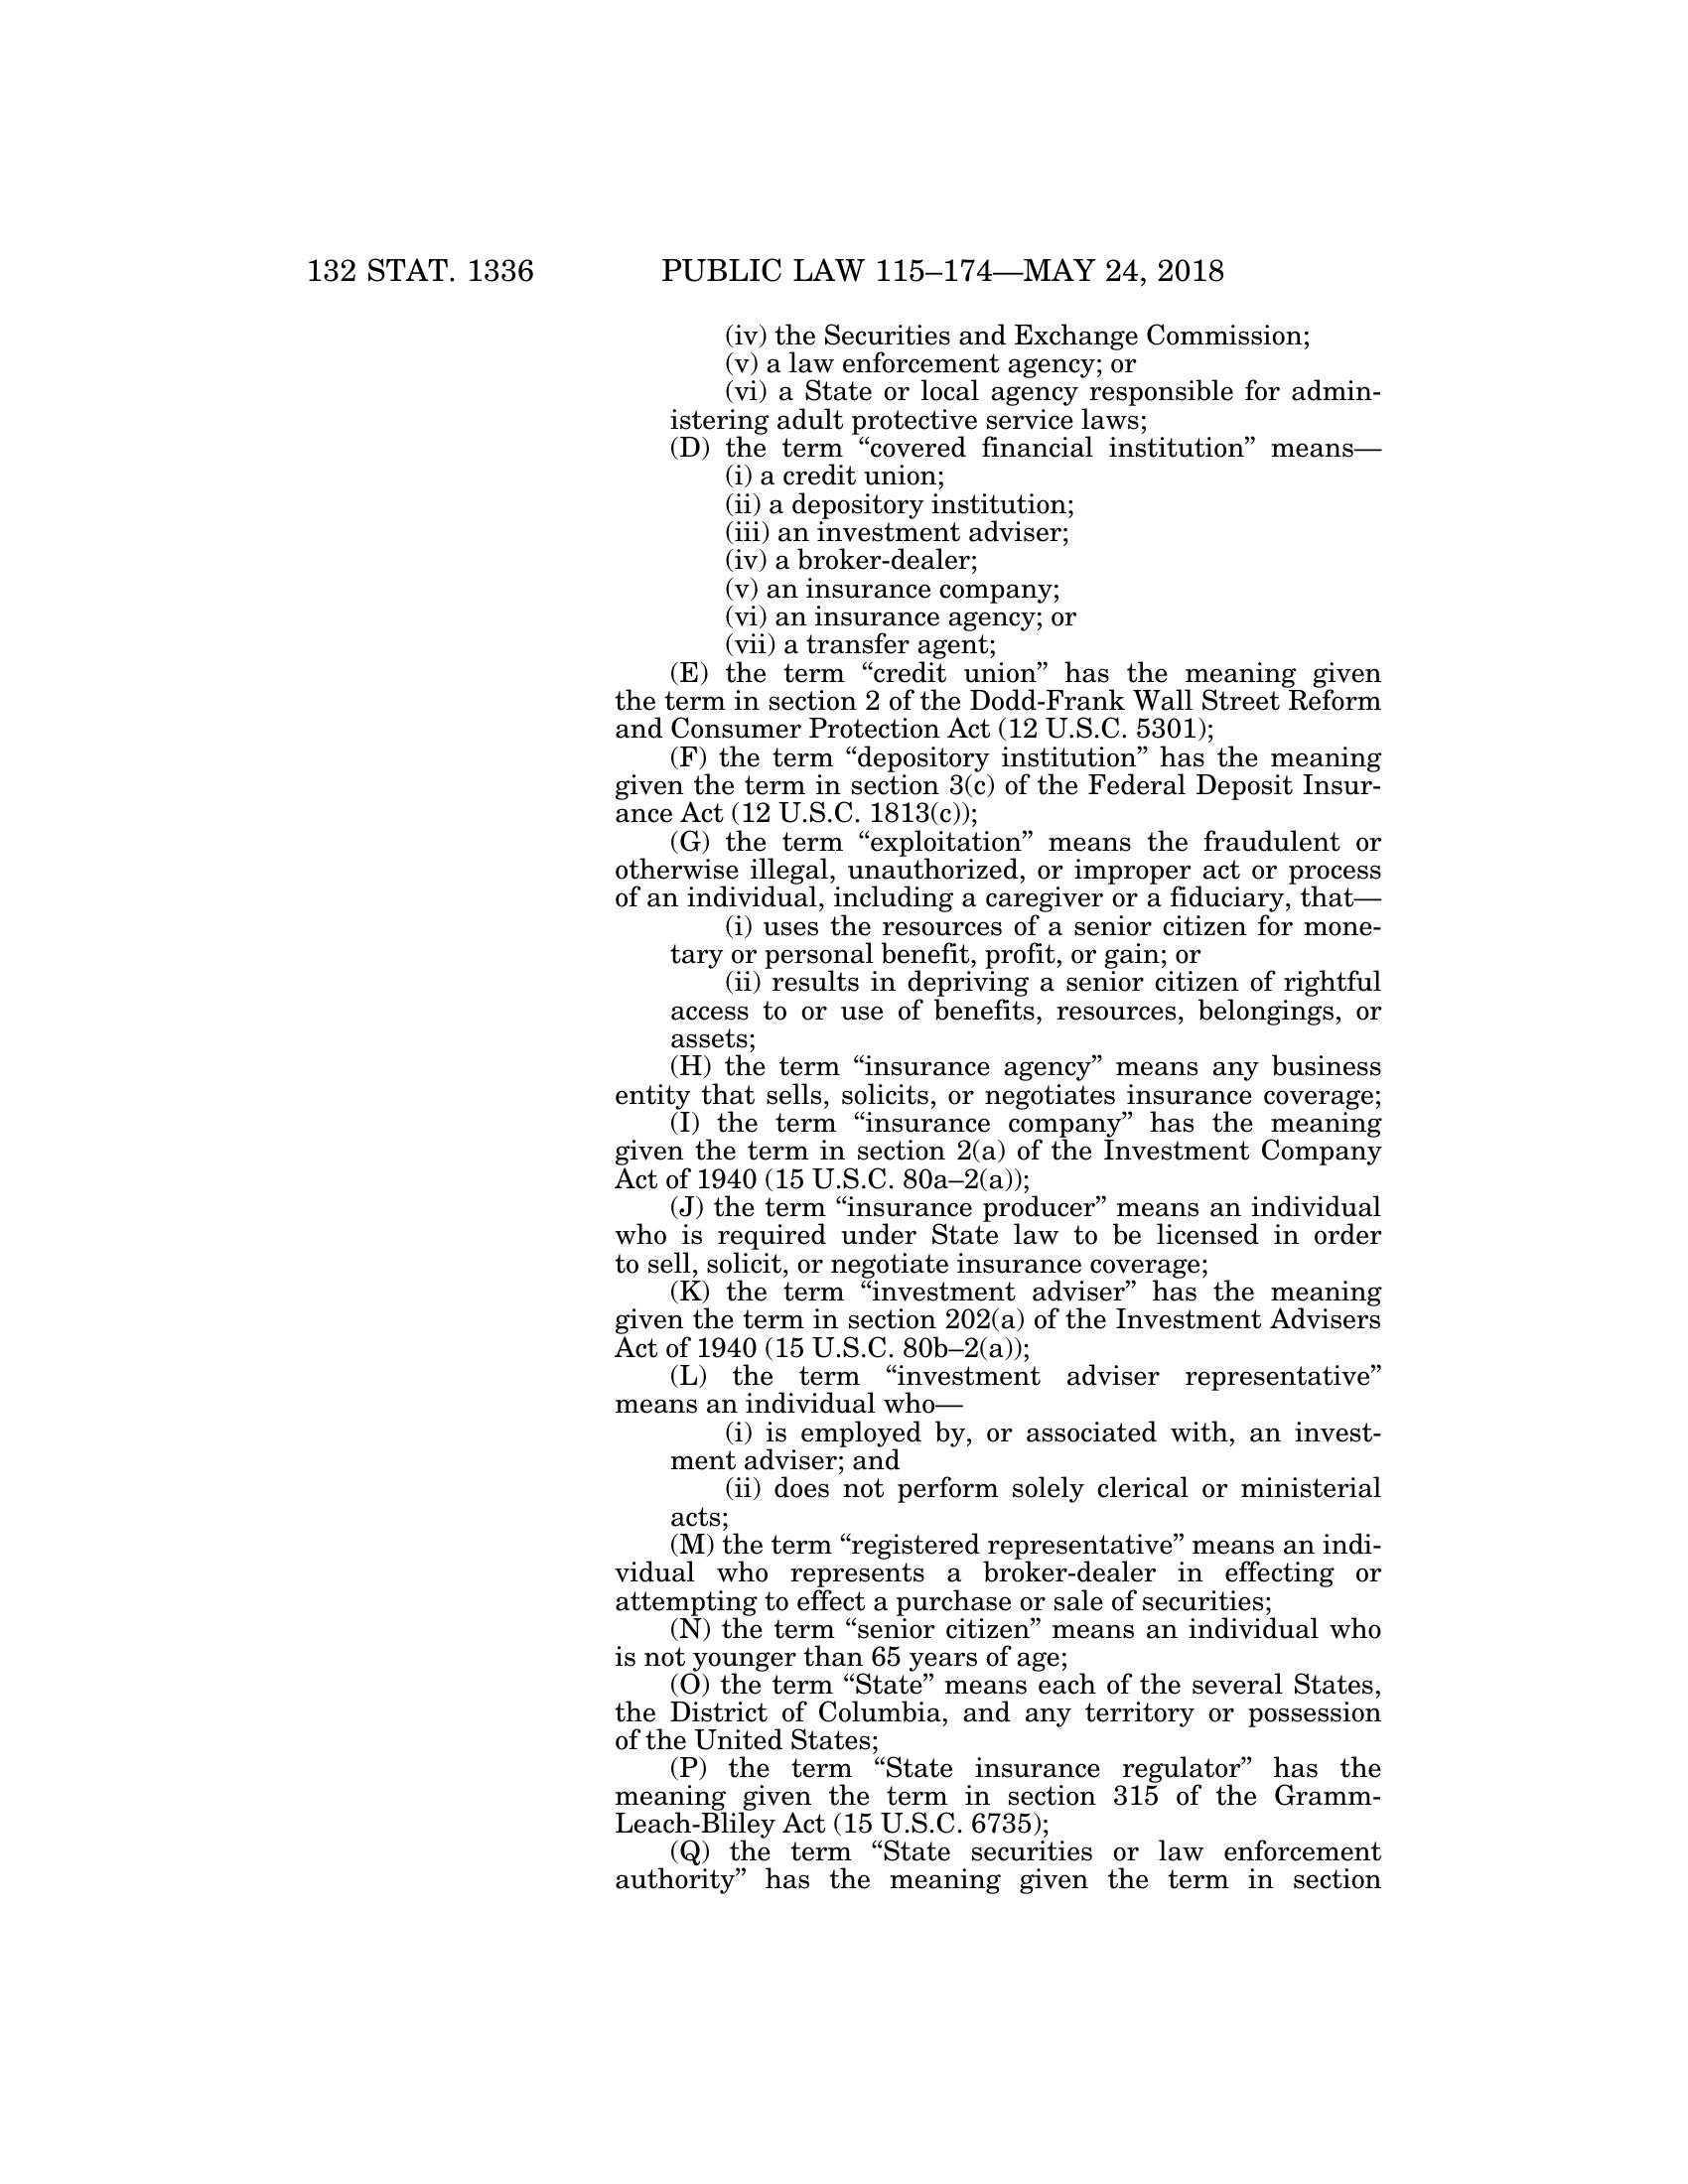 132 STAT. 1336 PUBLIC LAW 115–174—MAY 24, 2018
(iv) the Securities and Exchange Commission;
(v) a law enforcement agency; or
(vi) a State or local agency responsible for admin-
istering adult protective service laws;
(D) the term “covered financial institution” means—
(i) a credit union;
(ii) a depository institution;
(iii) an investment adviser;
(iv) a broker-dealer;
(v) an insurance company;
(vi) an insurance agency; or
(vii) a transfer agent;
(E) the term “credit union” has the meaning given
the term in section 2 of the Dodd-Frank Wall Street Reform
and Consumer Protection Act (12 U.S.C. 5301);
(F) the term “depository institution” has the meaning
given the term in section 3(c) of the Federal Deposit Insur-
ance Act (12 U.S.C. 1813(c));
(G) the term “exploitation” means the fraudulent or
otherwise illegal, unauthorized, or improper act or process
of an individual, including a caregiver or a fiduciary, that—
(i) uses the resources of a senior citizen for mone-
tary or personal benefit, profit, or gain; or
(ii) results in depriving a senior citizen of rightful
access to or use of benefits, resources, belongings, or
assets;
(H) the term “insurance agency” means any business
entity that sells, solicits, or negotiates insurance coverage;
(I) the term “insurance company” has the meaning
given the term in section 2(a) of the Investment Company
Act of 1940 (15 U.S.C. 80a–2(a));
(J) the term “insurance producer” means an individual
who is required under State law to be licensed in order
to sell, solicit, or negotiate insurance coverage;
(K) the term “investment adviser” has the meaning
given the term in section 202(a) of the Investment Advisers
Act of 1940 (15 U.S.C. 80b–2(a));
(L) the term “investment adviser representative”
means an individual who—
(i) is employed by, or associated with, an invest-
ment adviser; and
(ii) does not perform solely clerical or ministerial
acts;
(M) the term “registered representative” means an indi-
vidual who represents a broker-dealer in effecting or
attempting to effect a purchase or sale of securities;
(N) the term “senior citizen” means an individual who
is not younger than 65 years of age;
(O) the term “State” means each of the several States,
the District of Columbia, and any territory or possession
of the United States;
(P) the term “State insurance regulator” has the
meaning given the term in section 315 of the Gramm-
Leach-Bliley Act (15 U.S.C. 6735);
(Q) the term “State securities or law enforcement
authority” has the meaning given the term in section